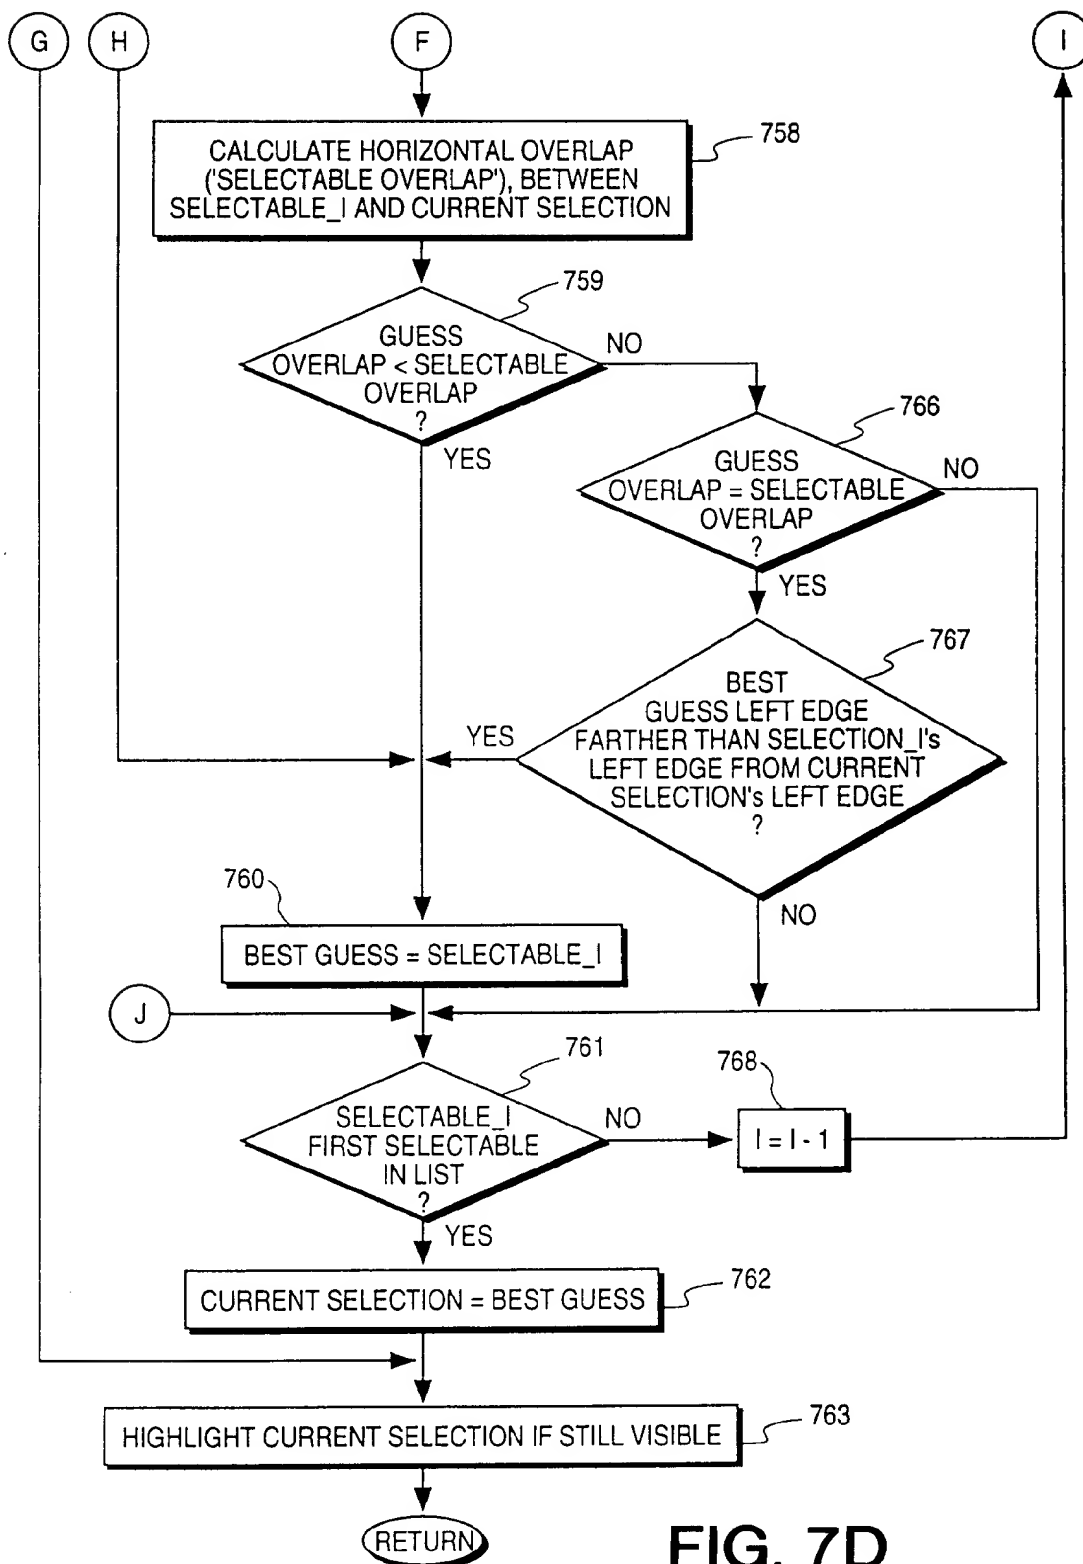 G
H
F
I
CALCULATE HORIZONTAL OVERLAP
('SELECTABLE OVERLAP'), BETWEEN
SELECTABLE_I AND CURRENT SELECTION
758
759
GUESS
OVERLAP < SELECTABLE
OVERLAP
?
NO
YES
766
GUESS
OVERLAP = SELECTABLE
OVERLAP
?
NO
YES
767
BEST
GUESS LEFT EDGE
FARTHER THAN SELECTION_I's
LEFT EDGE FROM CURRENT
SELECTION's LEFT EDGE
?
YES
NO
760
BEST GUESS = SELECTABLE_I
J
761
SELECTABLE_I
FIRST SELECTABLE
IN LIST
?
NO
YES
768
I = I - 1
CURRENT SELECTION = BEST GUESS
762
HIGHLIGHT CURRENT SELECTION IF STILL VISIBLE
763
RETURN
FIG. 7D